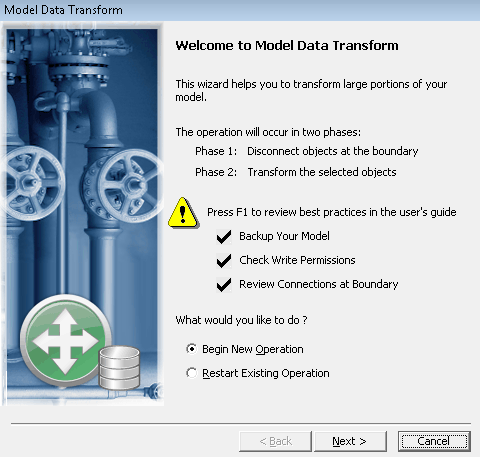 Model Data Transform
Welcome to Model Data Transform
This wizard helps you to transform large portions of your
model.
The operation will occur in two phases:
Phase 1: Disconnect objects at the boundary
Phase 2: Transform the selected objects
Press F1 to review best practices in the user's guide
Backup Your Model
Check Write Permissions
Review Connections at Boundary
What would you like to do ?
Begin New Operation
Restart Existing Operation
< Back
Next >
Cancel